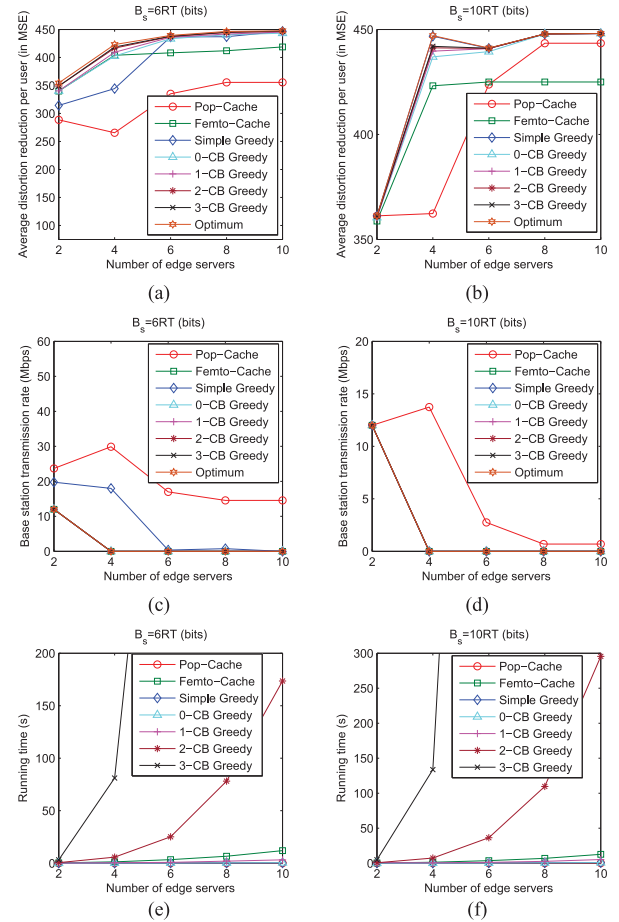 B_s=6RT (bits)
Average distortion reduction per user (in MSE)
450
400
350
300
250
200
150
100
Pop−Cache
Femto−Cache
Simple Greedy
0−CB Greedy
1−CB Greedy
2−CB Greedy
3−CB Greedy
Optimum
2 4 6 8 10
Number of edge servers
(a)
B_s=10RT (bits)
Average distortion reduction per user (in MSE)
450
400
350
Pop−Cache
Femto−Cache
Simple Greedy
0−CB Greedy
1−CB Greedy
2−CB Greedy
3−CB Greedy
Optimum
2 4 6 8 10
Number of edge servers
(b)
B_s=6RT (bits)
Base station transmission rate (Mbps)
60
50
40
30
20
10
0
Pop−Cache
Femto−Cache
Simple Greedy
0−CB Greedy
1−CB Greedy
2−CB Greedy
3−CB Greedy
Optimum
2 4 6 8 10
Number of edge servers
(c)
B_s=10RT (bits)
Base station transmission rate (Mbps)
20
15
10
5
0
Pop−Cache
Femto−Cache
Simple Greedy
0−CB Greedy
1−CB Greedy
2−CB Greedy
3−CB Greedy
Optimum
2 4 6 8 10
Number of edge servers
(d)
B_s=6RT (bits)
Running time (s)
200
150
100
50
0
Pop−Cache
Femto−Cache
Simple Greedy
0−CB Greedy
1−CB Greedy
2−CB Greedy
3−CB Greedy
2 4 6 8 10
Number of edge servers
(e)
B_s=10RT (bits)
Running time (s)
300
250
200
150
100
50
0
Pop−Cache
Femto−Cache
Simple Greedy
0−CB Greedy
1−CB Greedy
2−CB Greedy
3−CB Greedy
2 4 6 8 10
Number of edge servers
(f)